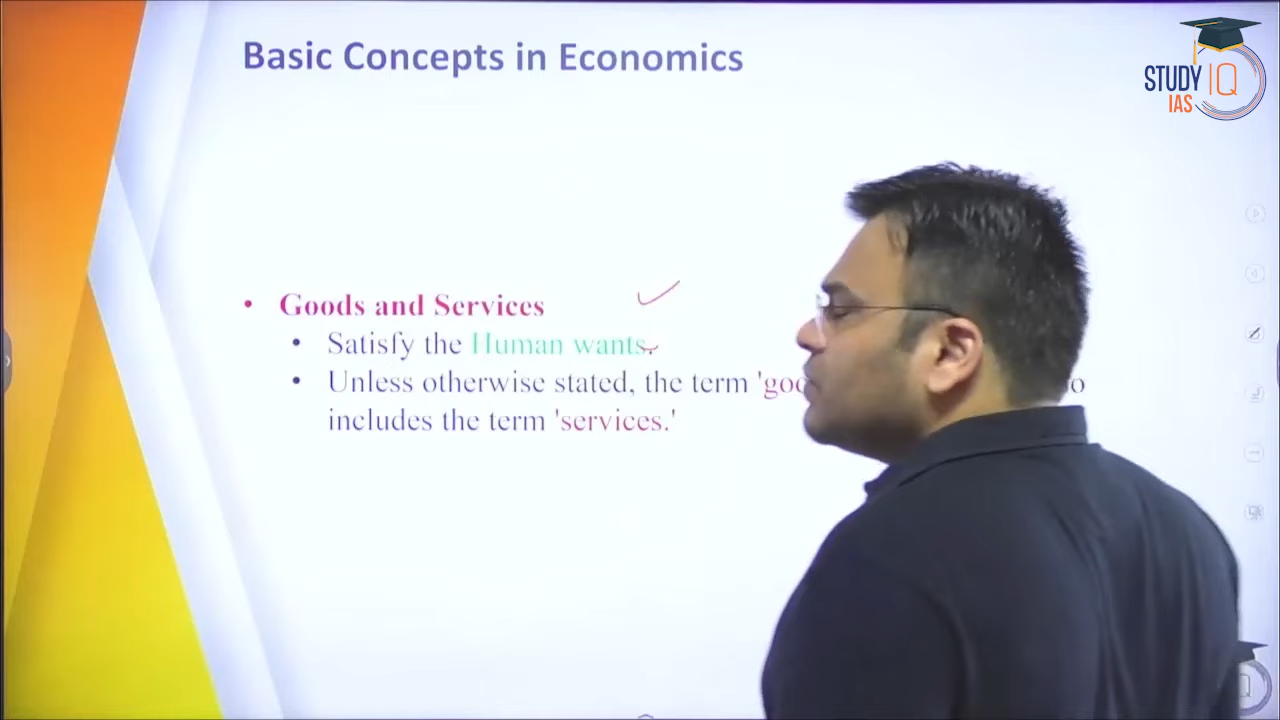 Basic Concepts in Economics
STUDY IQ
IAS
• Goods and Services
• Satisfy the Human wants.
• Unless otherwise stated, the term
includes the term 'services.'